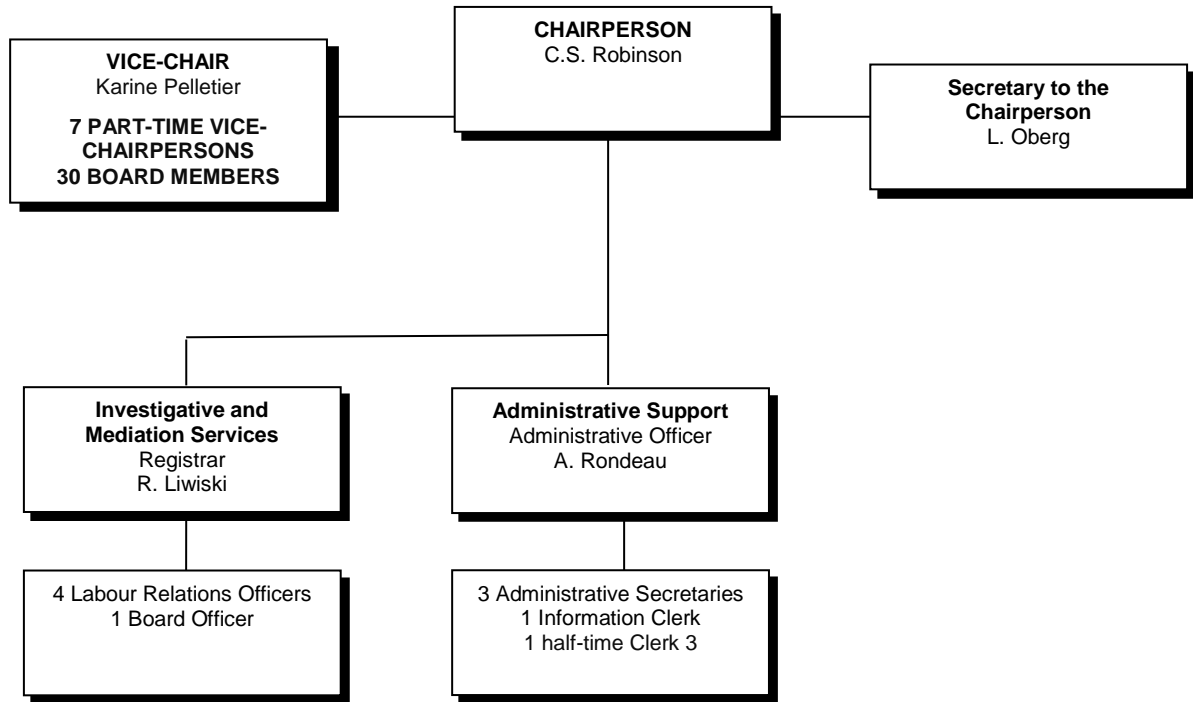 CHAIRPERSON
C.S. Robinson
VICE-CHAIR
Karine Pelletier
7 PART-TIME VICE-
CHAIRPERSONS
30 BOARD MEMBERS
Secretary to the
Chairperson
L. Oberg
Investigative and
Mediation Services
Registrar
R. Liwiski
Administrative Support
Administrative Officer
A. Rondeau
4 Labour Relations Officers
1 Board Officer
3 Administrative Secretaries
1 Information Clerk
1 half-time Clerk 3